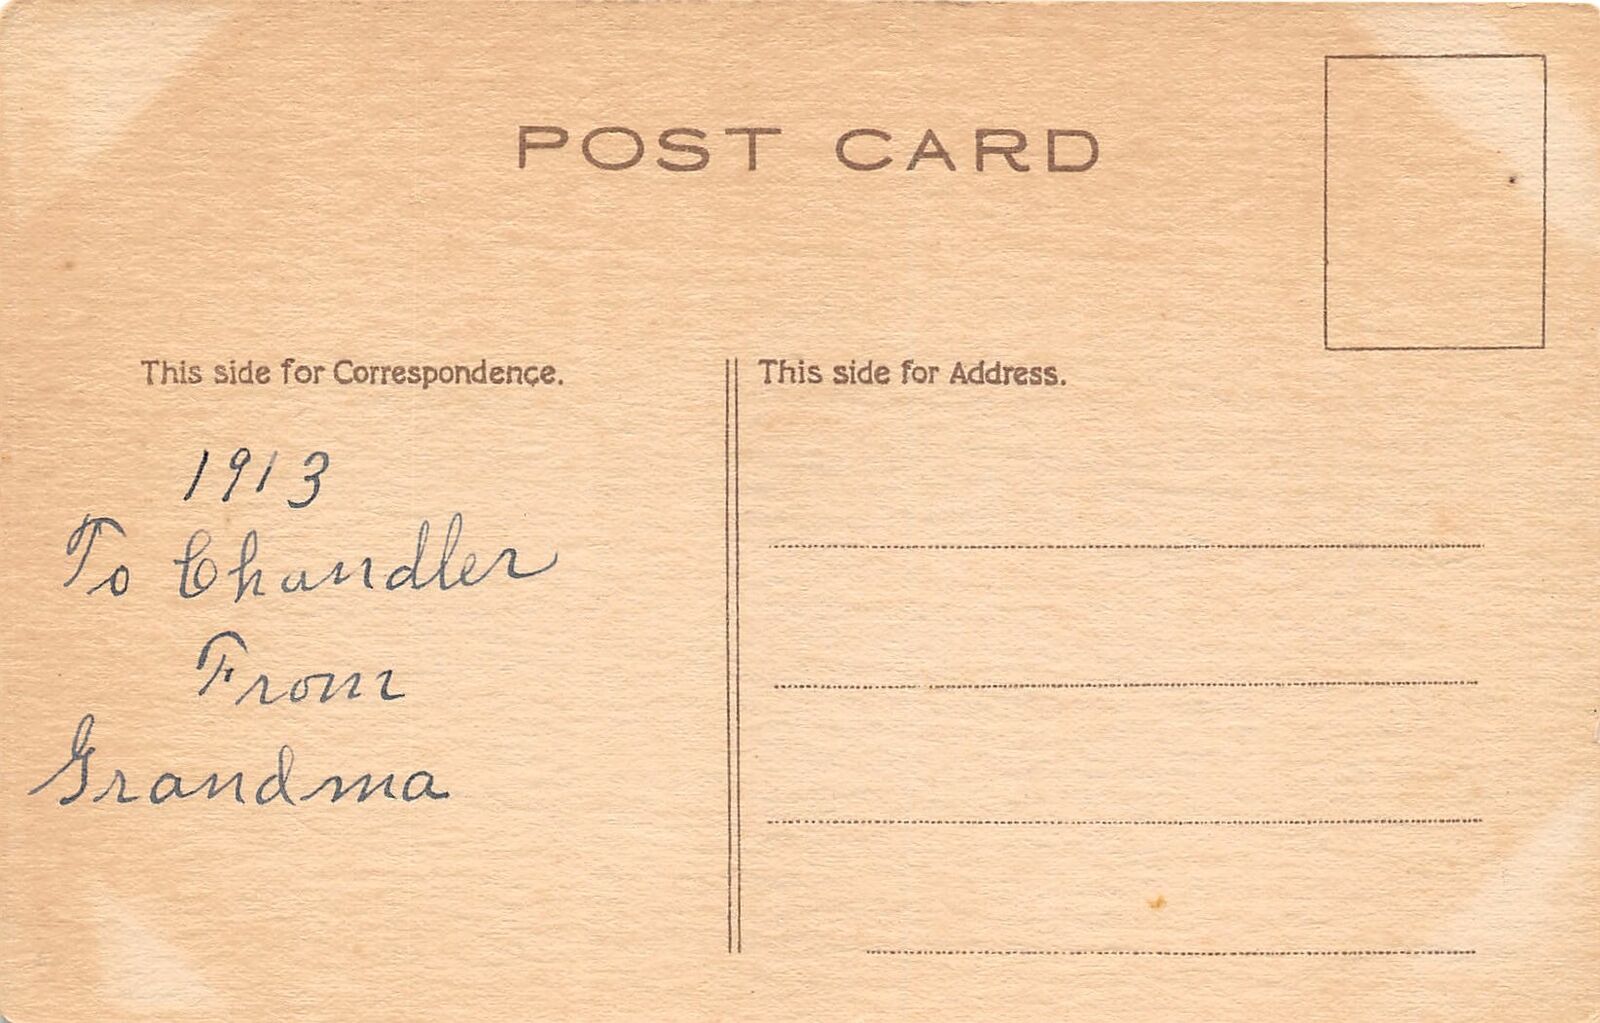 POST CARD
This side for Correspondence.
This side for Address.
1913
To Chandler
From
Grandma